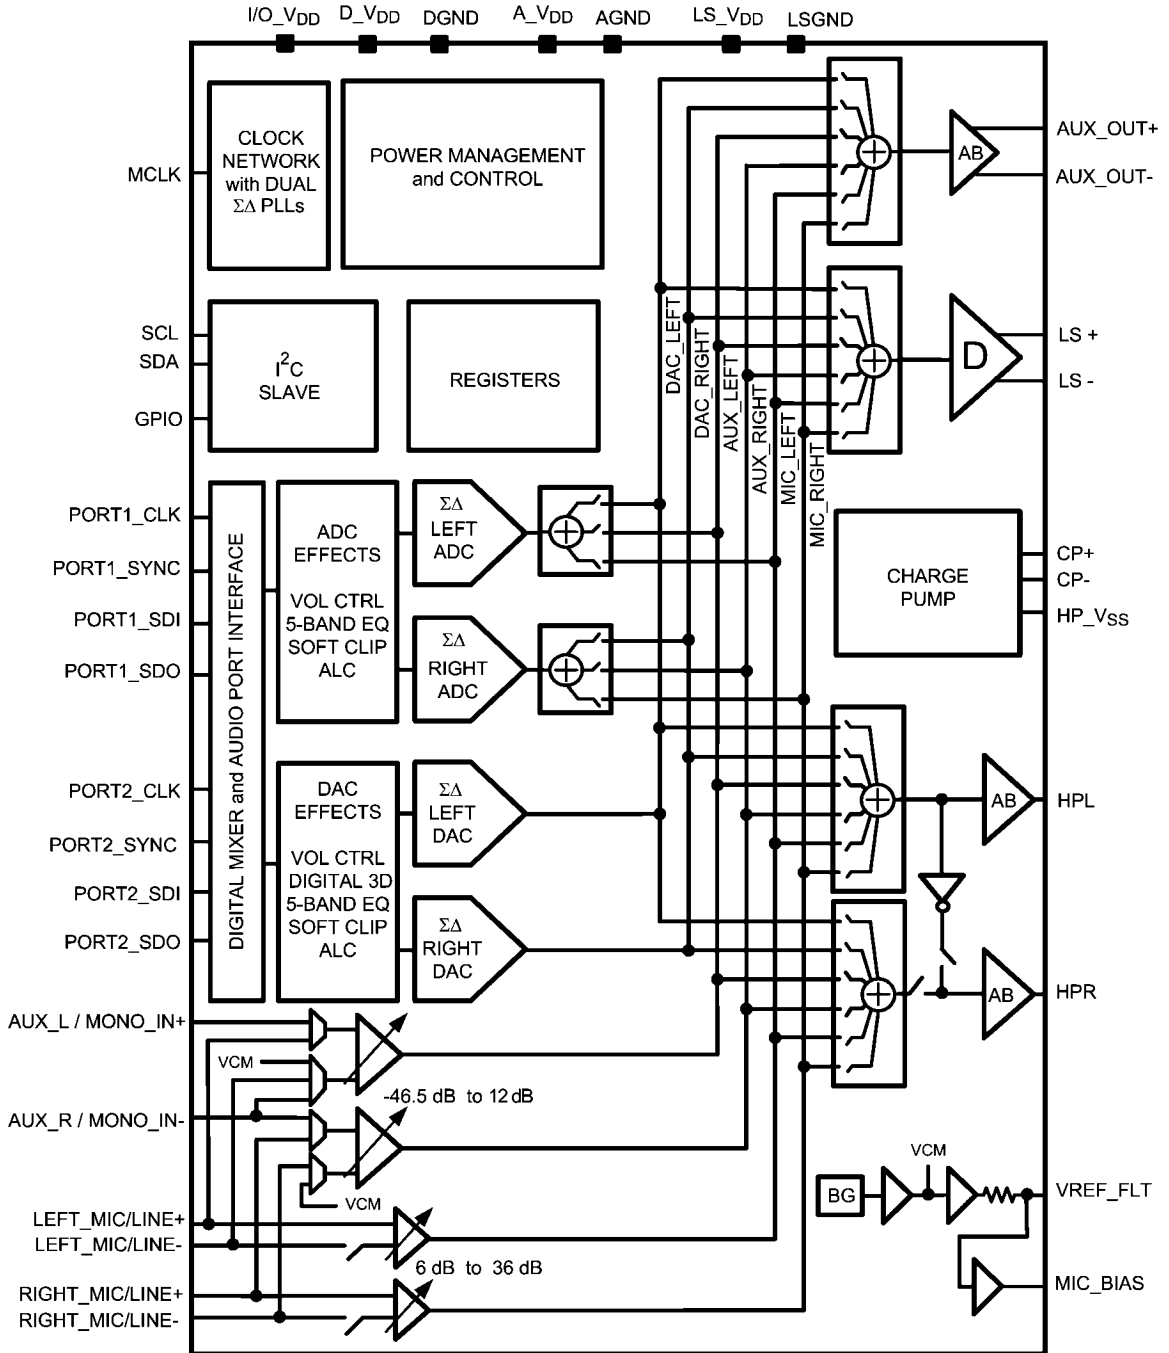 I/O_VDD D_VDD DGND A_VDD AGND LS_VDD LSGND
MCLK
CLOCK
NETWORK
with DUAL
ΣΔ PLLs
POWER MANAGEMENT
and CONTROL
AB
AUX_OUT+
AUX_OUT-
SCL
SDA
GPIO
I2C
SLAVE
REGISTERS
DAC_LEFT
DAC_RIGHT
AUX_LEFT
AUX_RIGHT
MIC_LEFT
MIC_RIGHT
D
LS +
LS -
PORT1_CLK
PORT1_SYNC
PORT1_SDI
PORT1_SDO
PORT2_CLK
PORT2_SYNC
PORT2_SDI
PORT2_SDO
DIGITAL MIXER and AUDIO PORT INTERFACE
ADC
EFFECTS
VOL CTRL
5-BAND EQ
SOFT CLIP
ALC
ΣΔ
LEFT
ADC
ΣΔ
RIGHT
ADC
CHARGE
PUMP
CP+
CP-
HP_VSS
DAC
EFFECTS
VOL CTRL
DIGITAL 3D
5-BAND EQ
SOFT CLIP
ALC
ΣΔ
LEFT
DAC
ΣΔ
RIGHT
DAC
AB
HPL
AB
HPR
AUX_L / MONO_IN+
VCM
-46.5 dB to 12 dB
AUX_R / MONO_IN-
VCM
LEFT_MIC/LINE+
LEFT_MIC/LINE-
6 dB to 36 dB
RIGHT_MIC/LINE+
RIGHT_MIC/LINE-
BG
VCM
VREF_FLT
MIC_BIAS